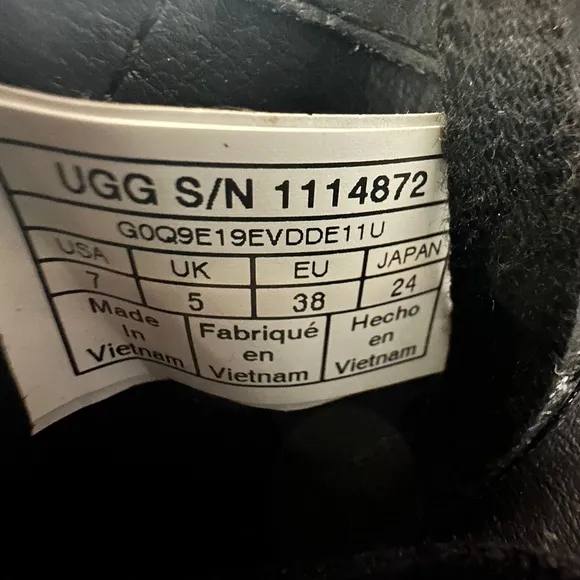 UGG S/N 1114872
G0Q9E19EVDDE11U
USA UK EU JAPAN
7 5 38 24
Made in Vietnam
Fabriqué en Vietnam
Hecho en Vietnam